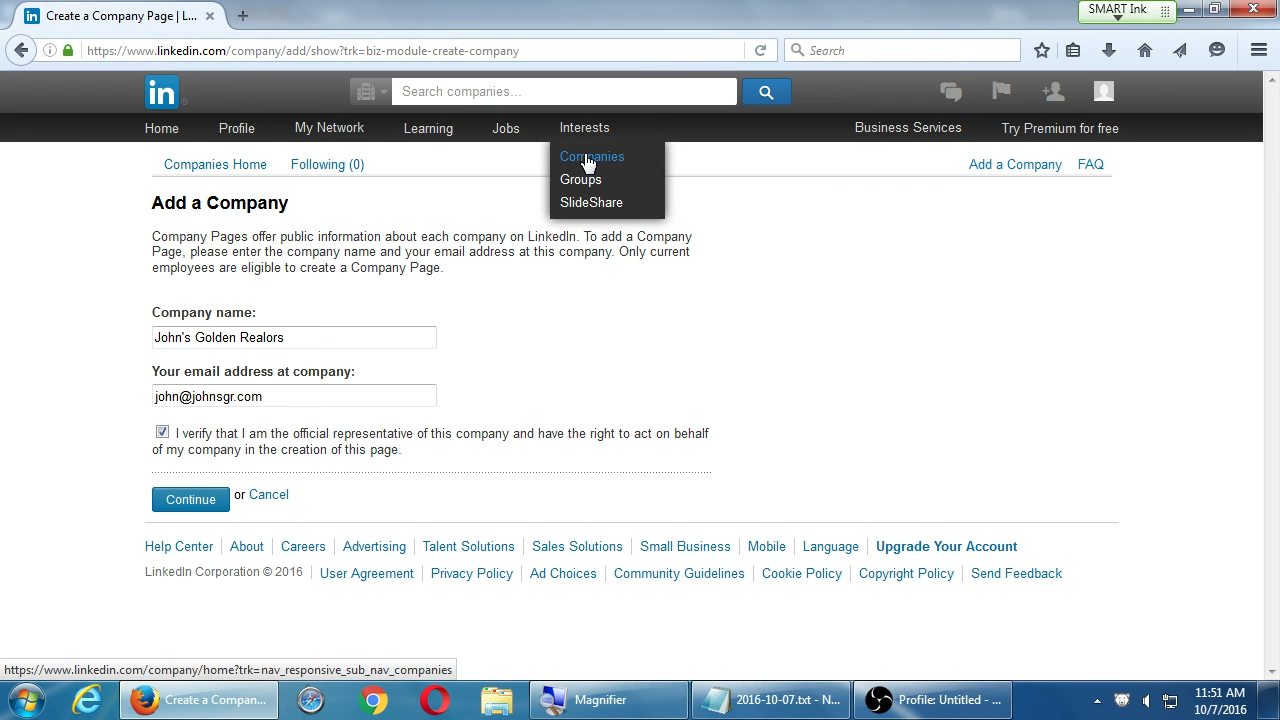 Create a Company Page | L...
SMART Ink
https://www.linkedin.com/company/add/show?trk=biz-module-create-company
Search
in
Search companies...
Home
Profile
My Network
Learning
Jobs
Interests
Business Services
Try Premium for free
Companies
Groups
SlideShare
Companies Home
Following (0)
Add a Company
FAQ
Add a Company
Company Pages offer public information about each company on LinkedIn. To add a Company
Page, please enter the company name and your email address at this company. Only current
employees are eligible to create a Company Page.
Company name:
John's Golden Realors
Your email address at company:
john@johnsgr.com
I verify that I am the official representative of this company and have the right to act on behalf
of my company in the creation of this page.
Continue or Cancel
Help Center About Careers Advertising Talent Solutions Sales Solutions Small Business Mobile Language Upgrade Your Account
LinkedIn Corporation © 2016 User Agreement Privacy Policy Ad Choices Community Guidelines Cookie Policy Copyright Policy Send Feedback
https://www.linkedin.com/company/home?trk=nav_responsive_sub_nav_companies
Create a Compan...
Magnifier
2016-10-07.txt - N...
Profile: Untitled - ...
11:51 AM
10/7/2016